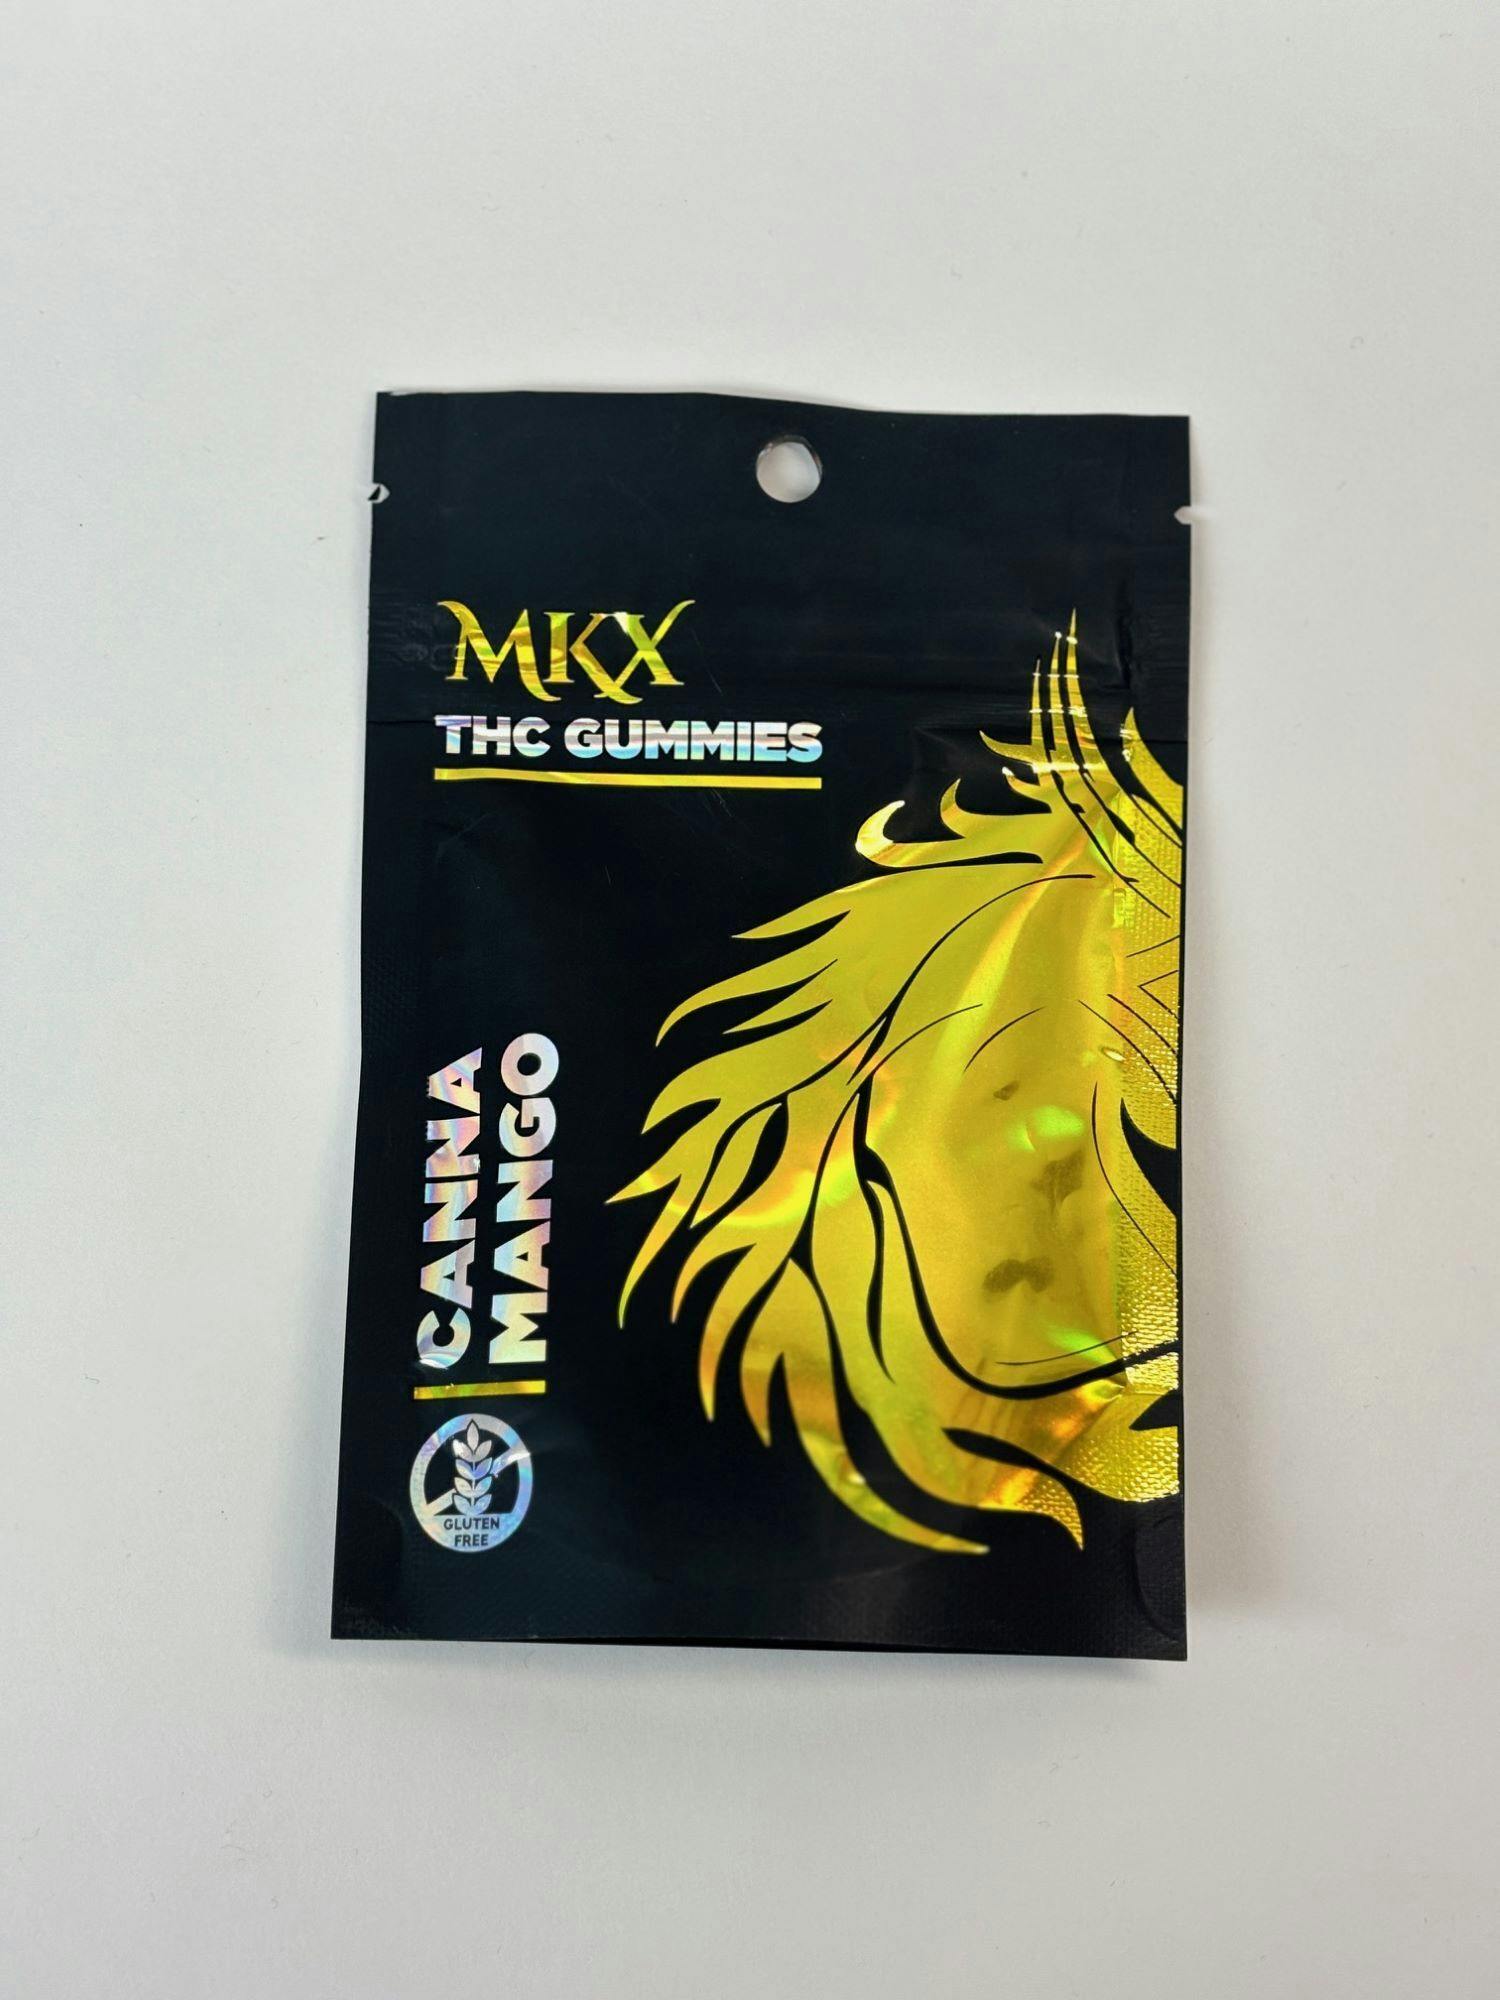 MKX
THC GUMMIES
CANNA
MANGO
GLUTEN
FREE